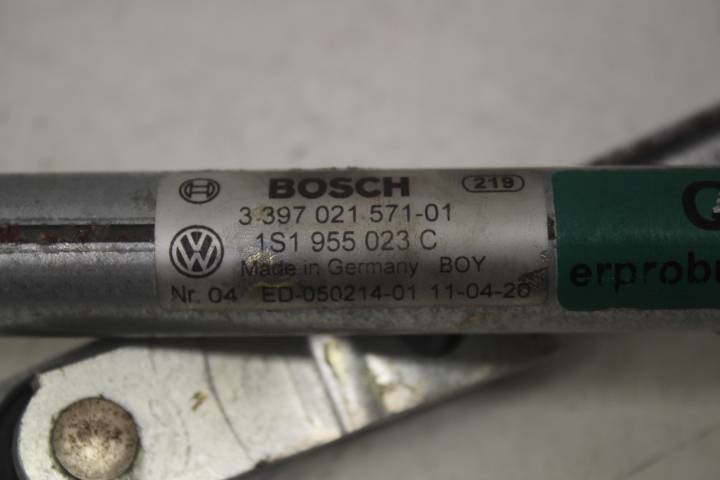 BOSCH 219
3 397 021 571-01
1S1 955 023 C
Made in Germany BOY
Nr. 04 ED-050214-01 11-04-20